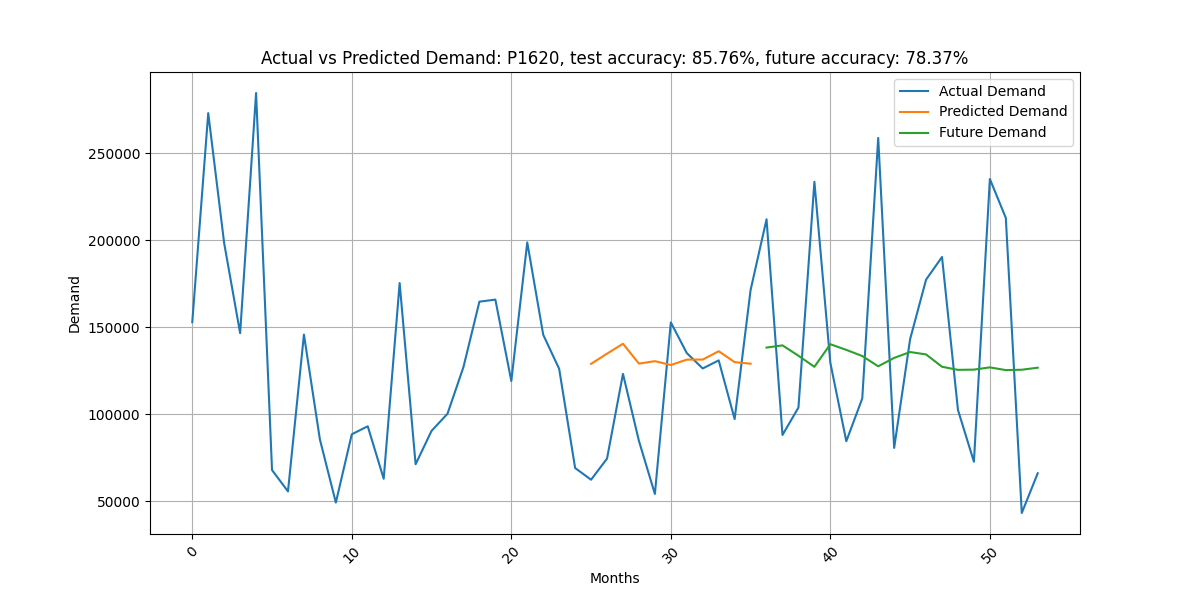 Actual vs Predicted Demand: P1620, test accuracy: 85.76%, future accuracy: 78.37%
Actual Demand
Predicted Demand
Future Demand
Demand
250000
200000
150000
100000
50000
0
10
20
30
40
50
Months